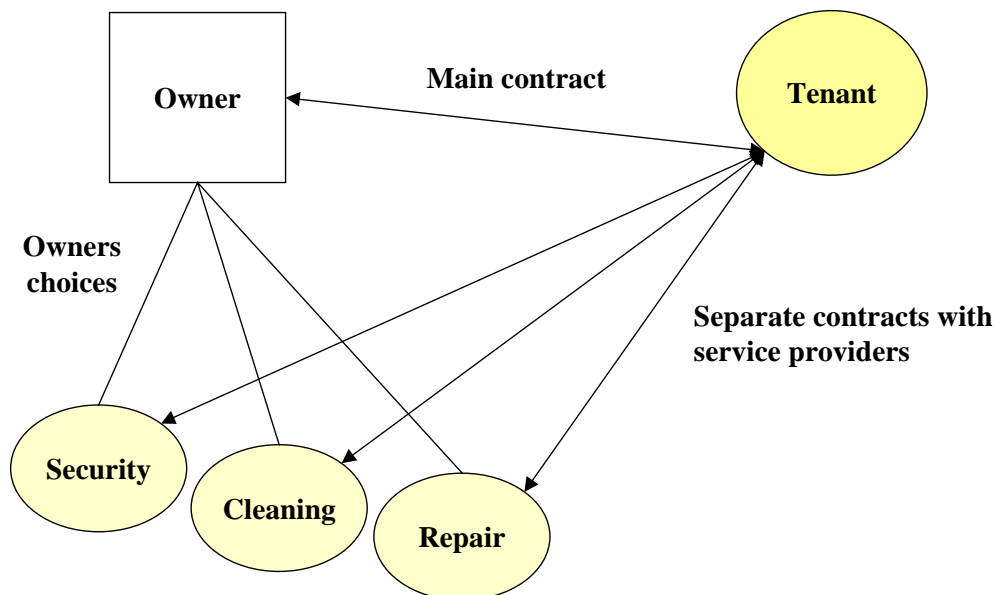 Owner
Main contract
Tenant
Owners
choices
Separate contracts with
service providers
Security
Cleaning
Repair